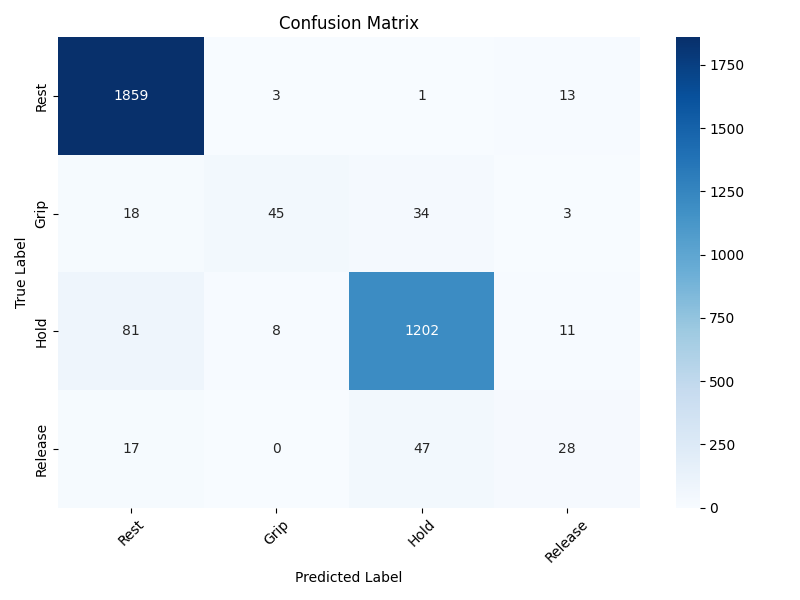 Confusion Matrix
Rest 1859 3 1 13
Grip 18 45 34 3
Hold 81 8 1202 11
Release 17 0 47 28
Rest Grip Hold Release
Predicted Label
True Label
1750
1500
1250
1000
750
500
250
0